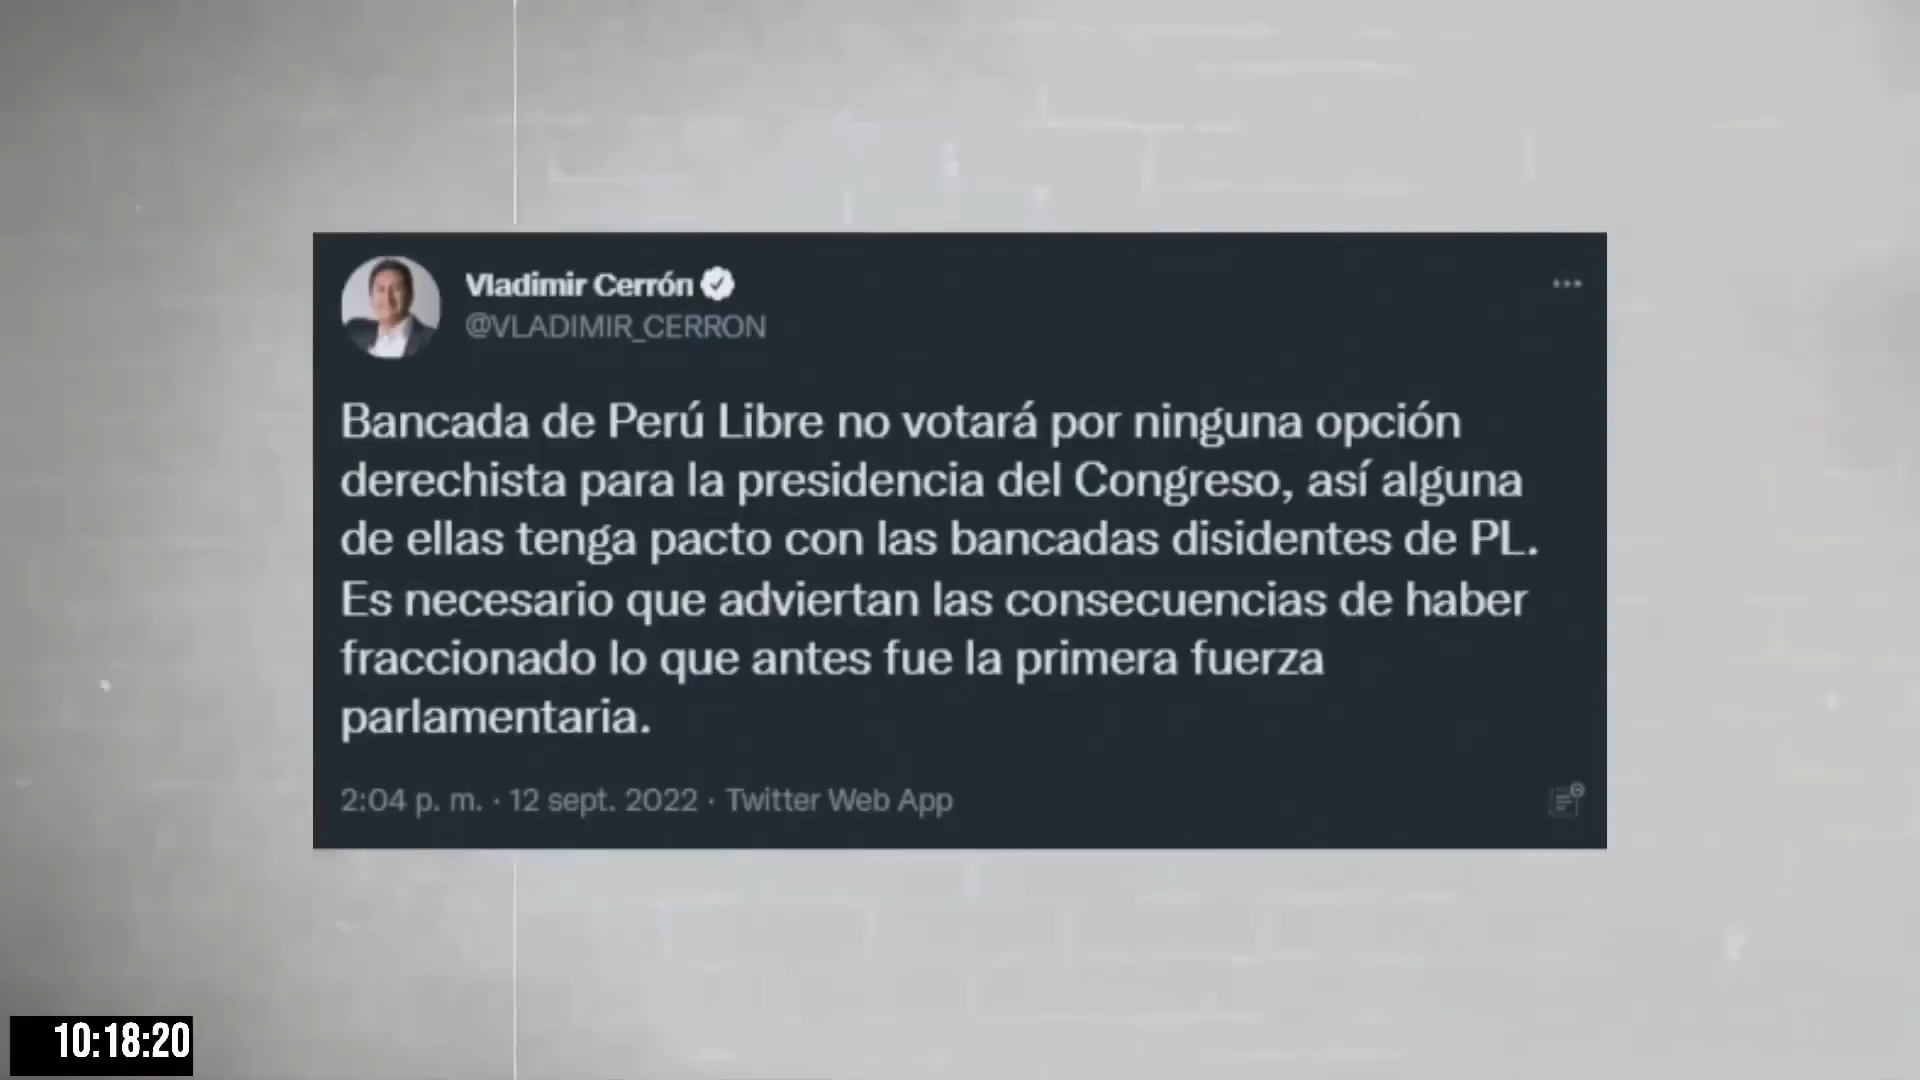 Vladimir Cerrón
@VLADIMIR_CERRON
Bancada de Perú Libre no votará por ninguna opción
derechista para la presidencia del Congreso, así alguna
de ellas tenga pacto con las bancadas disidentes de PL.
Es necesario que adviertan las consecuencias de haber
fraccionado lo que antes fue la primera fuerza
parlamentaria.
2:04 p. m. · 12 sept. 2022 · Twitter Web App
10:18:20